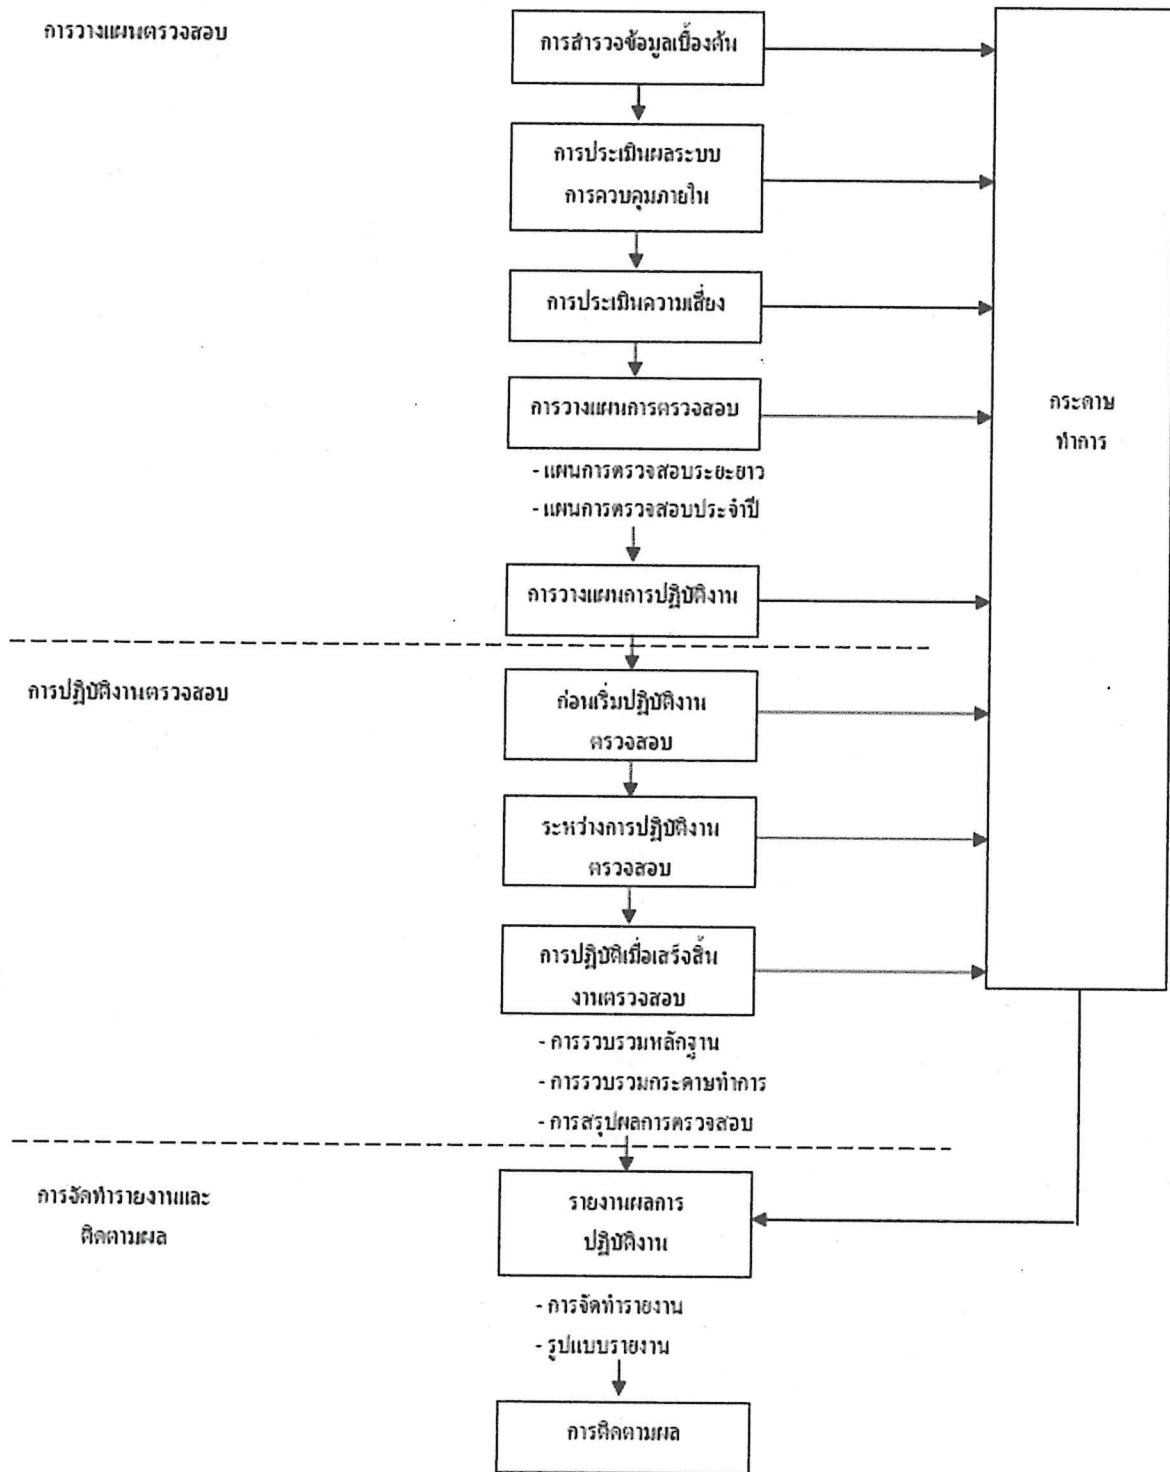 การวางแผนตรวจสอบ
การสำรวจข้อมูลเบื้องต้น
การประเมินผลระบบ
การควบคุมภายใน
การประเมินความเสี่ยง
การวางแผนการตรวจสอบ
- แผนการตรวจสอบระยะยาว
- แผนการตรวจสอบประจำปี
การวางแผนการปฏิบัติงาน
กระดาษ
ทำการ
การปฏิบัติงานตรวจสอบ
ก่อนเริ่มปฏิบัติงาน
ตรวจสอบ
ระหว่างการปฏิบัติงาน
ตรวจสอบ
การปฏิบัติเมื่อเสร็จสิ้น
งานตรวจสอบ
- การรวบรวมหลักฐาน
- การรวบรวมกระดาษทำการ
- การสรุปผลการตรวจสอบ
การจัดทำรายงานและ
ติดตามผล
รายงานผลการ
ปฏิบัติงาน
- การจัดทำรายงาน
- รูปแบบรายงาน
การติดตามผล